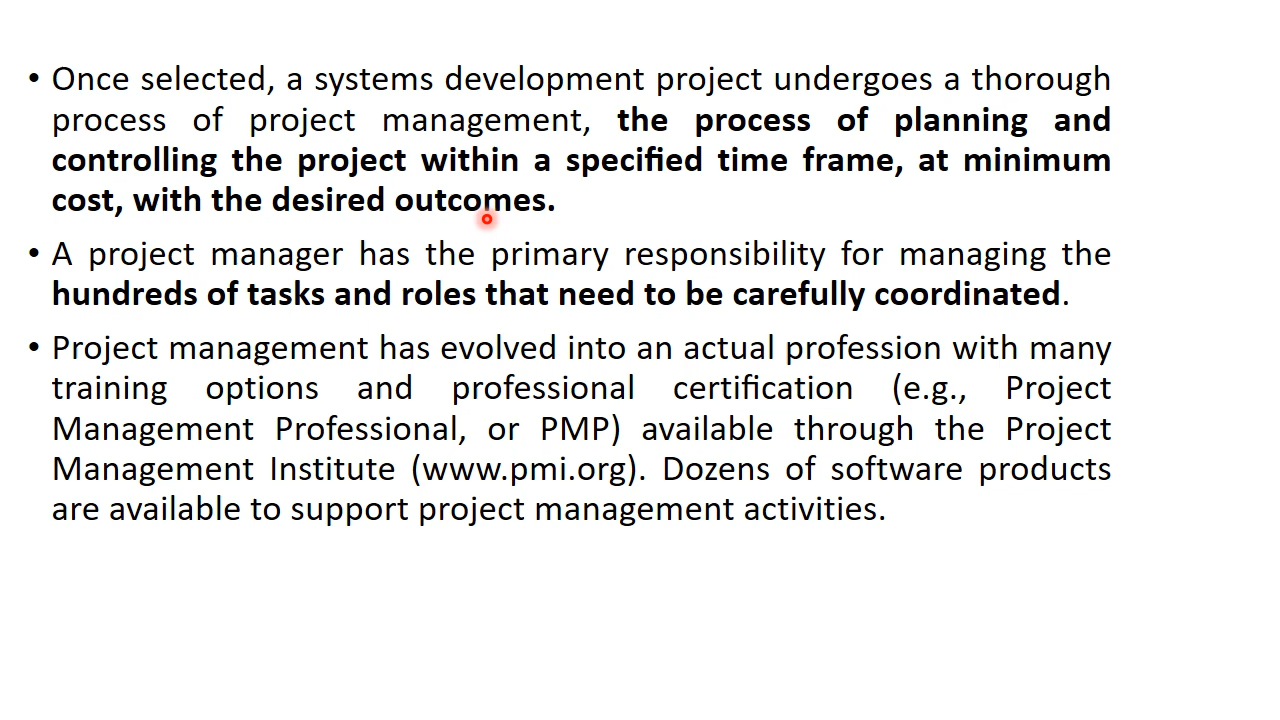 • Once selected, a systems development project undergoes a thorough
process of project management, the process of planning and
controlling the project within a specified time frame, at minimum
cost, with the desired outcomes.
• A project manager has the primary responsibility for managing the
hundreds of tasks and roles that need to be carefully coordinated.
• Project management has evolved into an actual profession with many
training options and professional certification (e.g., Project
Management Professional, or PMP) available through the Project
Management Institute (www.pmi.org). Dozens of software products
are available to support project management activities.